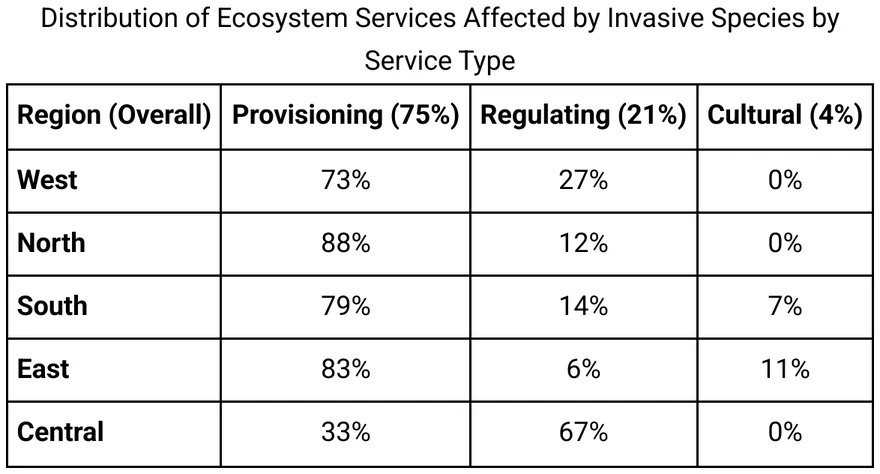 Distribution of Ecosystem Services Affected by Invasive Species by
Service Type
Region (Overall) Provisioning (75%) Regulating (21%) Cultural (4%)
West 73% 27% 0%
North 88% 12% 0%
South 79% 14% 7%
East 83% 6% 11%
Central 33% 67% 0%